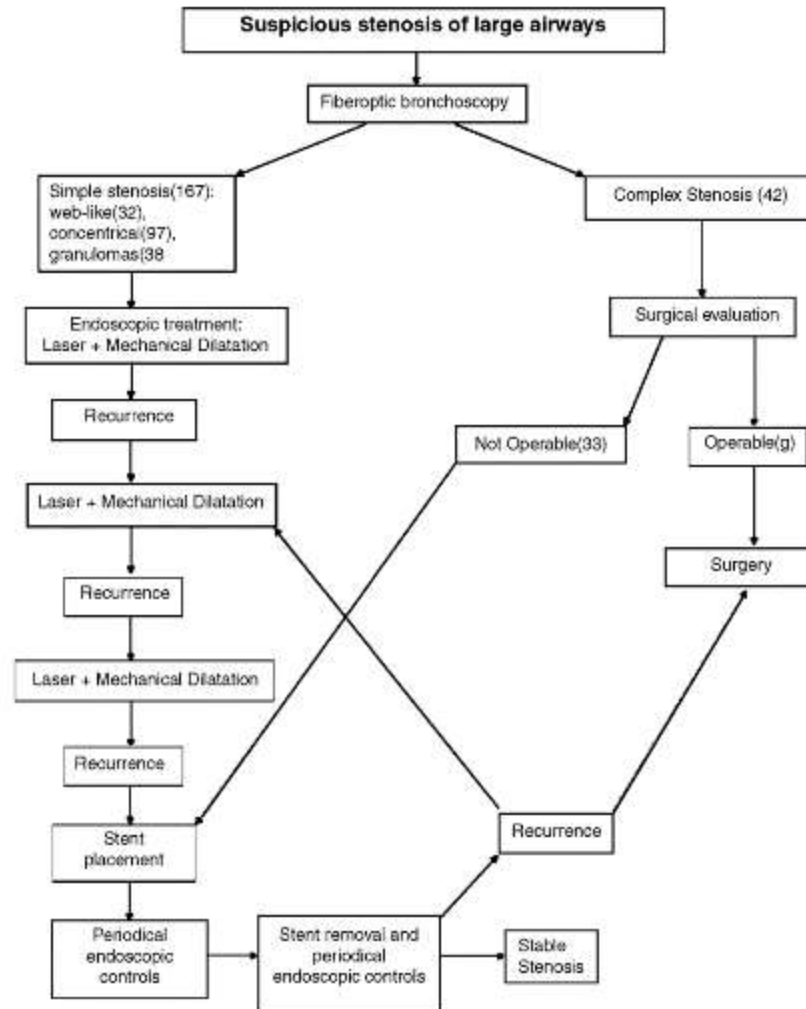 Suspicious stenosis of large airways
Fiberoptic bronchoscopy
Simple stenosis(167):
web-like(32),
concentrical(97),
granulomas(38
Complex Stenosis (42)
Endoscopic treatment:
Laser + Mechanical Dilatation
Surgical evaluation
Recurrence
Not Operable(33)
Operable(g)
Laser + Mechanical Dilatation
Surgery
Recurrence
Laser + Mechanical Dilatation
Recurrence
Stent
placement
Recurrence
Periodical
endoscopic
controls
Stent removal and
periodical
endoscopic controls
Stable
Stenosis